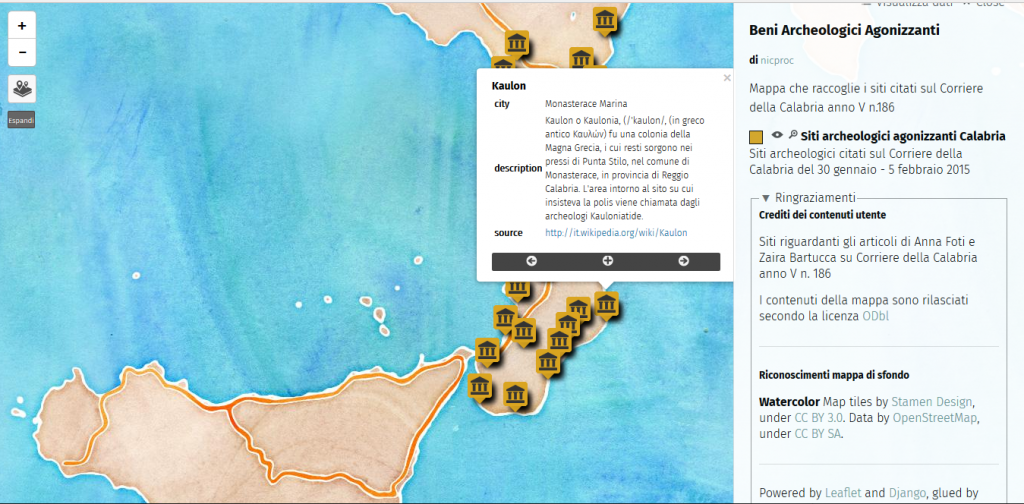 +
−
Espandi
Kaulon
city Monasterace Marina
description Kaulon o Kaulonia, (/'kaulon/, (in greco
antico Καυλών) fu una colonia della
Magna Grecia, i cui resti sorgono nei
pressi di Punta Stilo, nel comune di
Monasterace, in provincia di Reggio
Calabria. L'area intorno al sito su cui
insisteva la polis viene chiamata dagli
archeologi Kauloniatide.
source http://it.wikipedia.org/wiki/Kaulon
Visualizza dati Close
Beni Archeologici Agonizzanti
di nicproc
Mappa che raccoglie i siti citati sul Corriere
della Calabria anno V n.186
Siti archeologici agonizzanti Calabria
Siti archeologici citati sul Corriere della
Calabria del 30 gennaio - 5 febbraio 2015
▼ Ringraziamenti
Crediti dei contenuti utente
Siti riguardanti gli articoli di Anna Foti e
Zaira Bartucca su Corriere della Calabria
anno V n. 186
I contenuti della mappa sono rilasciati
secondo la licenza ODbl
Riconoscimenti mappa di sfondo
Watercolor Map tiles by Stamen Design,
under CC BY 3.0. Data by OpenStreetMap,
under CC BY SA.
Powered by Leaflet and Django, glued by